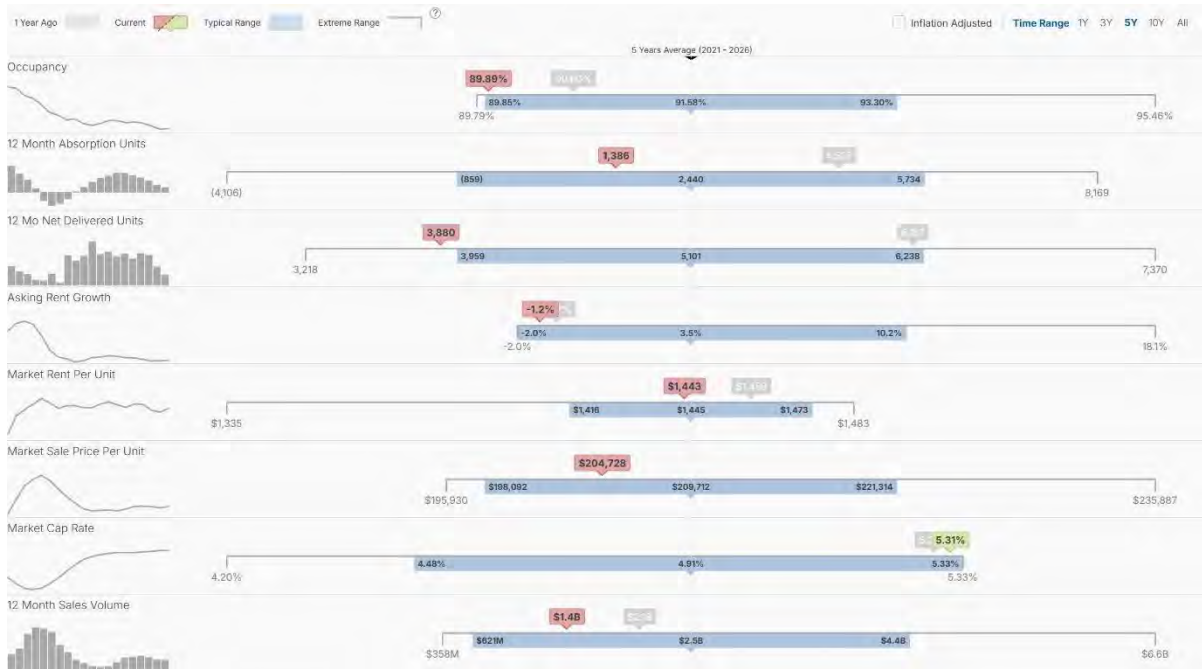 1 Year Ago Current Typical Range Extreme Range ? Inflation Adjusted Time Range 1Y 3Y 5Y 10Y All
5 Years Average (2021 - 2026)
Occupancy
89.89%
89.85% 91.58% 93.30%
89.79% 95.46%
12 Month Absorption Units
1,386
(859) 2,440 5,734
(4,106) 8,169
12 Mo Net Delivered Units
3,880
3,959 5,101 6,238
3,218 7,370
Asking Rent Growth
-1.2%
-2.0% 3.5% 10.2%
-2.0% 18.1%
Market Rent Per Unit
$1,443
$1,416 $1,445 $1,473
$1,335 $1,483
Market Sale Price Per Unit
$204,728
$198,092 $209,712 $221,314
$195,930 $235,887
Market Cap Rate
5.31%
4.48% 4.91% 5.33%
4.20% 5.33%
12 Month Sales Volume
$1.4B
$621M $2.5B $4.4B
$358M $6.6B